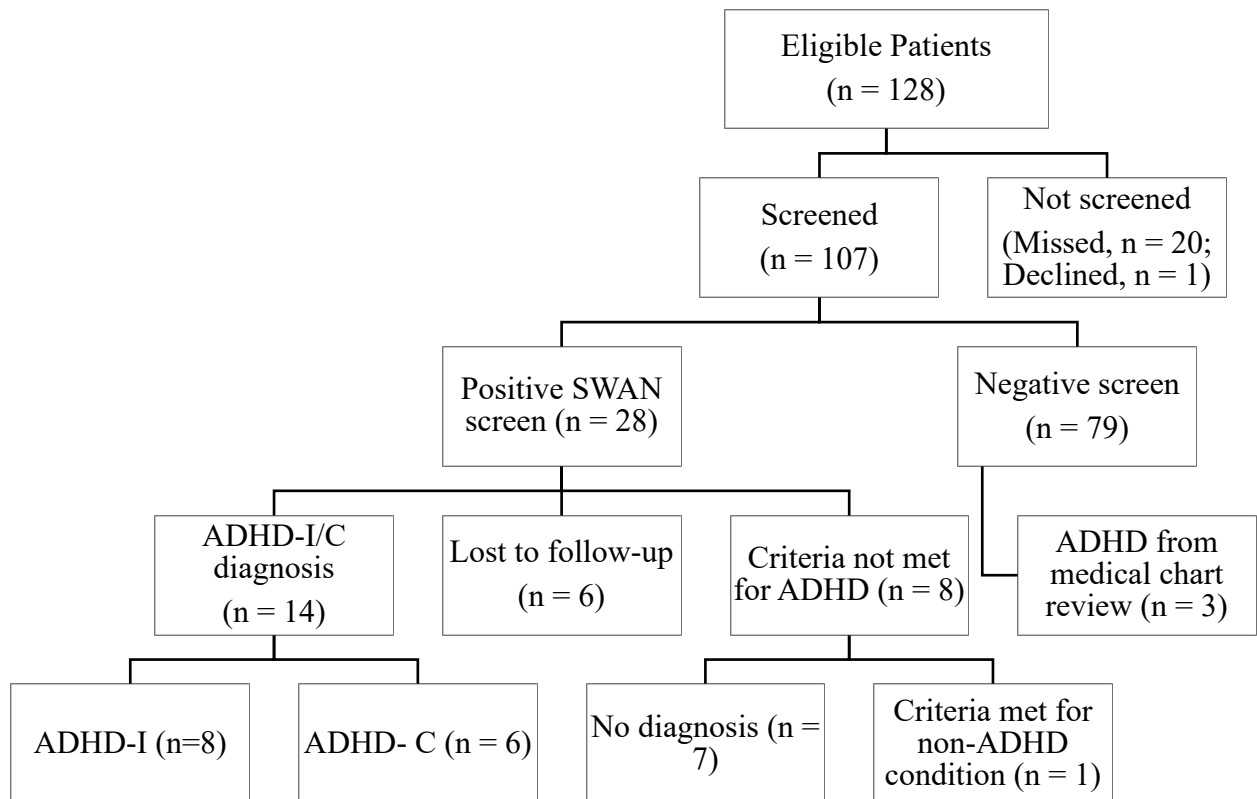 Eligible Patients
(n = 128)
Screened
(n = 107)
Not screened
(Missed, n = 20;
Declined, n = 1)
Positive SWAN
screen (n = 28)
Negative screen
(n = 79)
ADHD-I/C
diagnosis
(n = 14)
Lost to follow-up
(n = 6)
Criteria not met
for ADHD (n = 8)
ADHD from
medical chart
review (n = 3)
ADHD-I (n=8)
ADHD- C (n = 6)
No diagnosis (n =
7)
Criteria met for
non-ADHD
condition (n = 1)